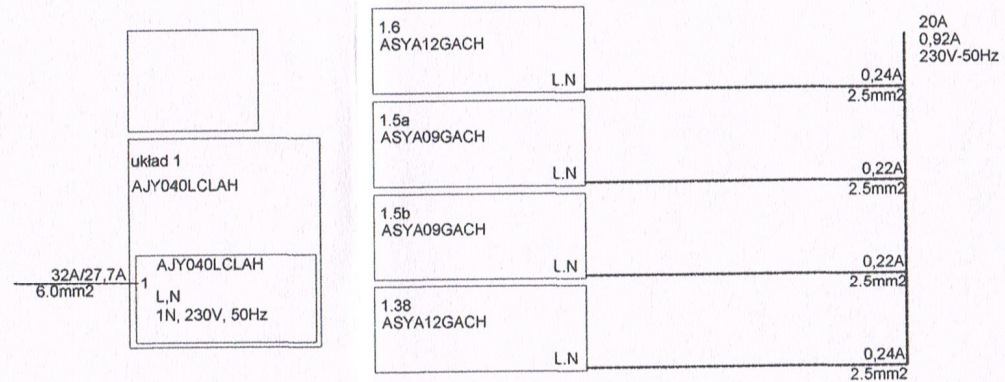 układ 1
AJY040LCLAH
AJY040LCLAH
32A/27,7A
1
6.0mm2
L,N
1N, 230V, 50Hz
1.6
ASYA12GACH
L.N
0,24A
2.5mm2
1.5a
ASYA09GACH
L.N
0,22A
2.5mm2
1.5b
ASYA09GACH
L.N
0,22A
2.5mm2
1.38
ASYA12GACH
L.N
0,24A
2.5mm2
20A
0,92A
230V-50Hz